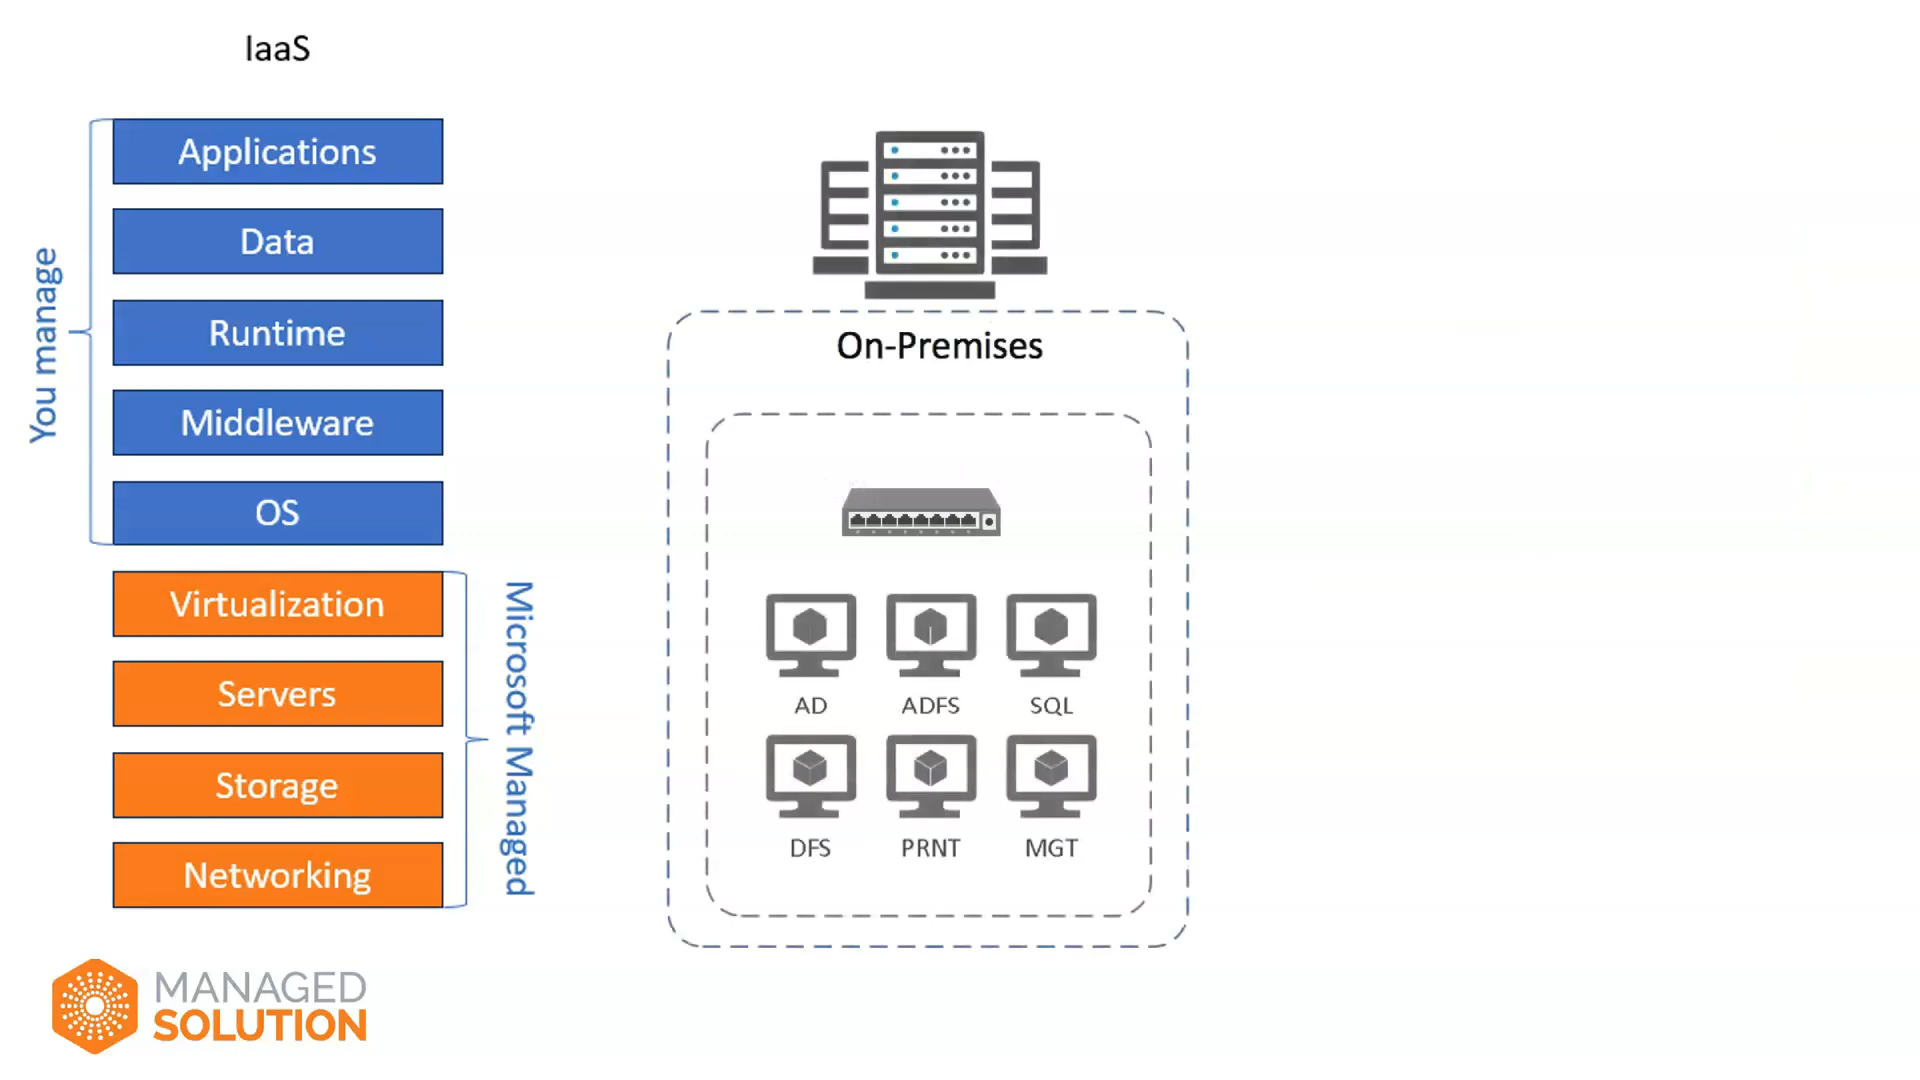 IaaS
You manage
Applications
Data
Runtime
Middleware
OS
Virtualization
Servers
Storage
Networking
Microsoft Managed
On-Premises
AD
ADFS
SQL
DFS
PRNT
MGT
MANAGED
SOLUTION